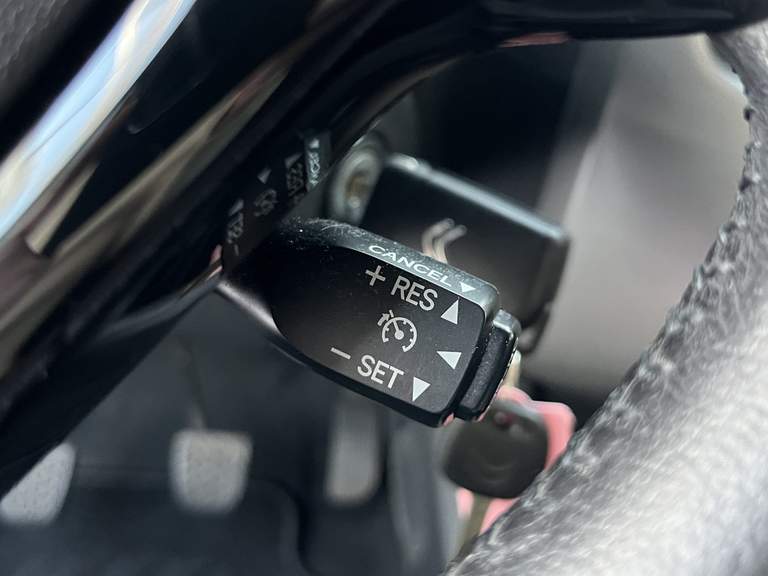 CANCEL ▼
+ RES ▲
− SET ▼